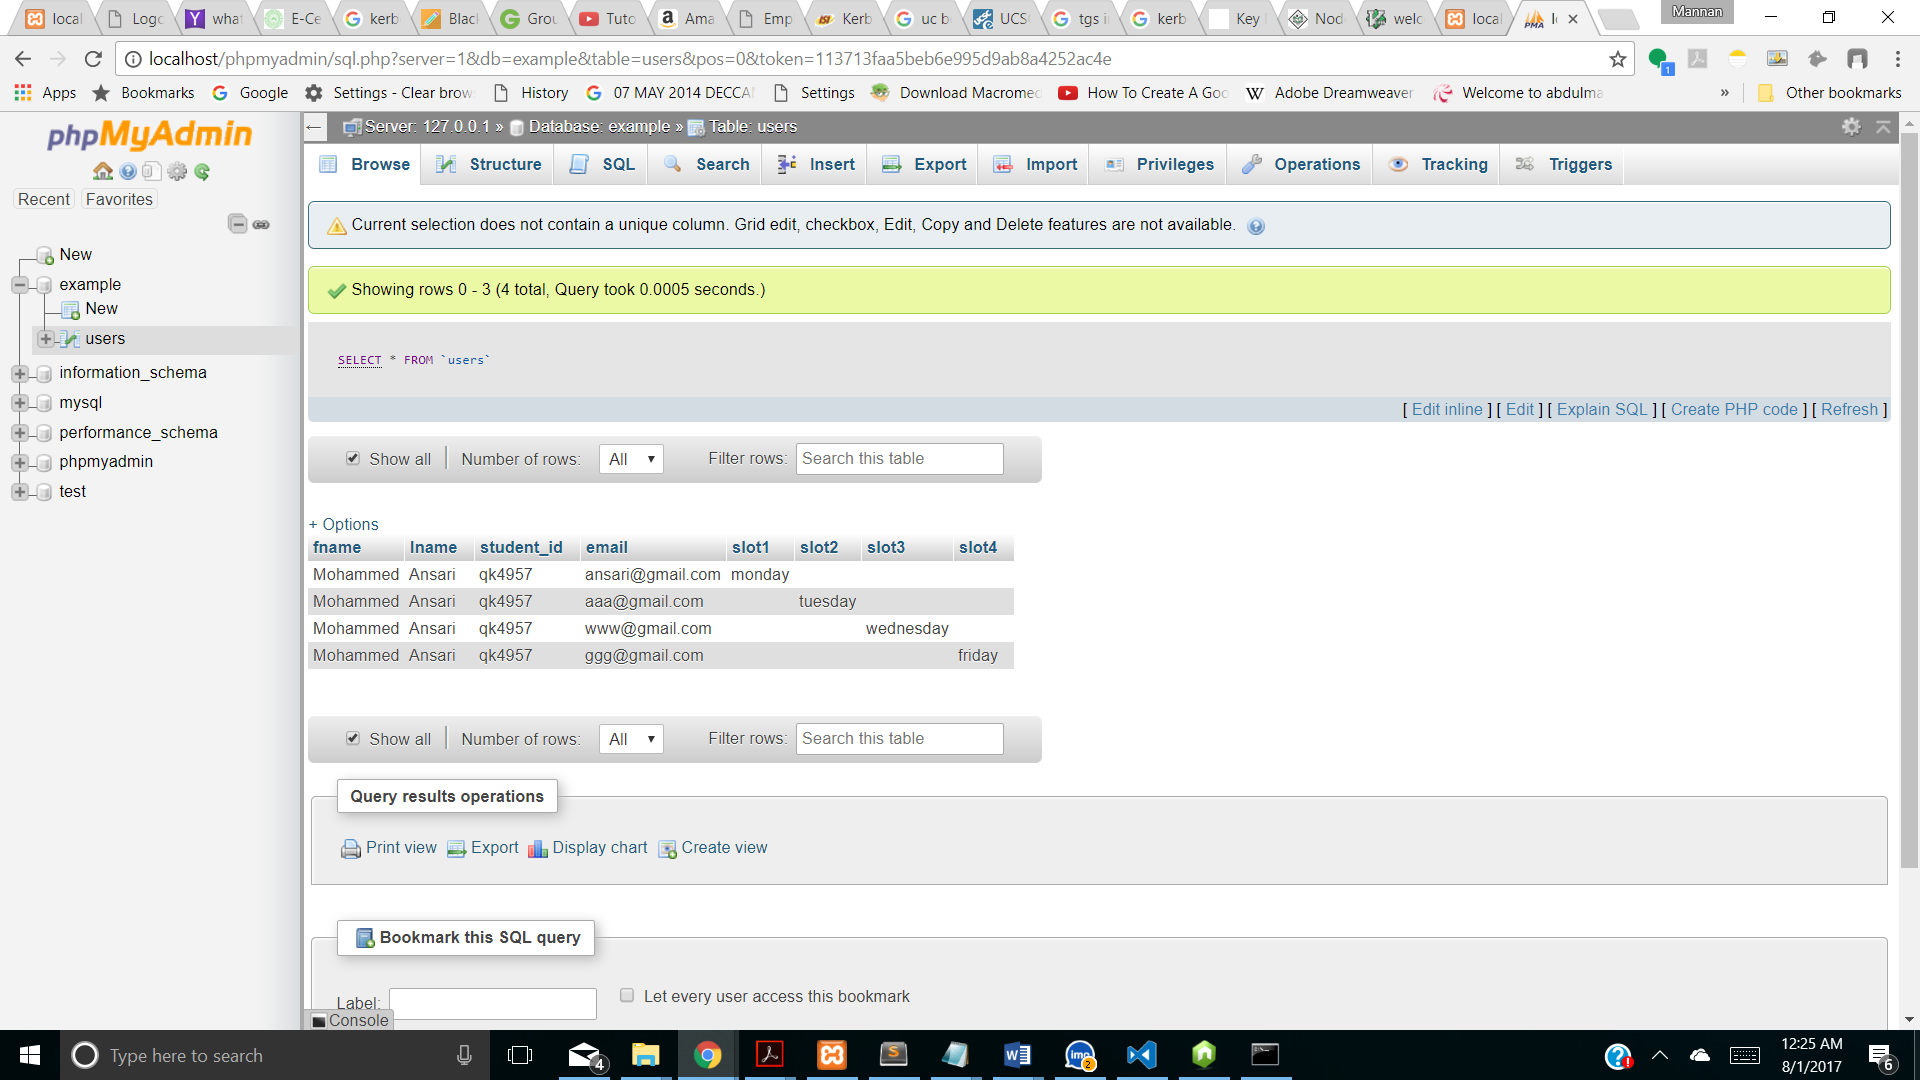 local
Logo
what
E-Ce
kerb
Blac
Grou
Tuto
Ama
Emp
Kerb
uc b
UCS
tgs i
kerb
Key
Nod
welc
local
Mannan
localhost/phpmyadmin/sql.php?server=1&db=example&table=users&pos=0&token=113713faa5beb6e995d9ab8a4252ac4e
Apps Bookmarks Google Settings - Clear brow History 07 MAY 2014 DECCA Settings Download Macromed How To Create A Goo Adobe Dreamweaver Welcome to abdulma » Other bookmarks
phpMyAdmin
Recent Favorites
New
example
New
users
information_schema
mysql
performance_schema
phpmyadmin
test
Server: 127.0.0.1 » Database: example » Table: users
Browse Structure SQL Search Insert Export Import Privileges Operations Tracking Triggers
Current selection does not contain a unique column. Grid edit, checkbox, Edit, Copy and Delete features are not available.
Showing rows 0 - 3 (4 total, Query took 0.0005 seconds.)
SELECT * FROM `users`
[ Edit inline ] [ Edit ] [ Explain SQL ] [ Create PHP code ] [ Refresh ]
Show all Number of rows: All Filter rows: Search this table
+ Options
fname lname student_id email slot1 slot2 slot3 slot4
Mohammed Ansari qk4957 ansari@gmail.com monday
Mohammed Ansari qk4957 aaa@gmail.com tuesday
Mohammed Ansari qk4957 www@gmail.com wednesday
Mohammed Ansari qk4957 ggg@gmail.com friday
Show all Number of rows: All Filter rows: Search this table
Query results operations
Print view Export Display chart Create view
Bookmark this SQL query
Label: Let every user access this bookmark
Console
Type here to search
4
2
12:25 AM
8/1/2017
6